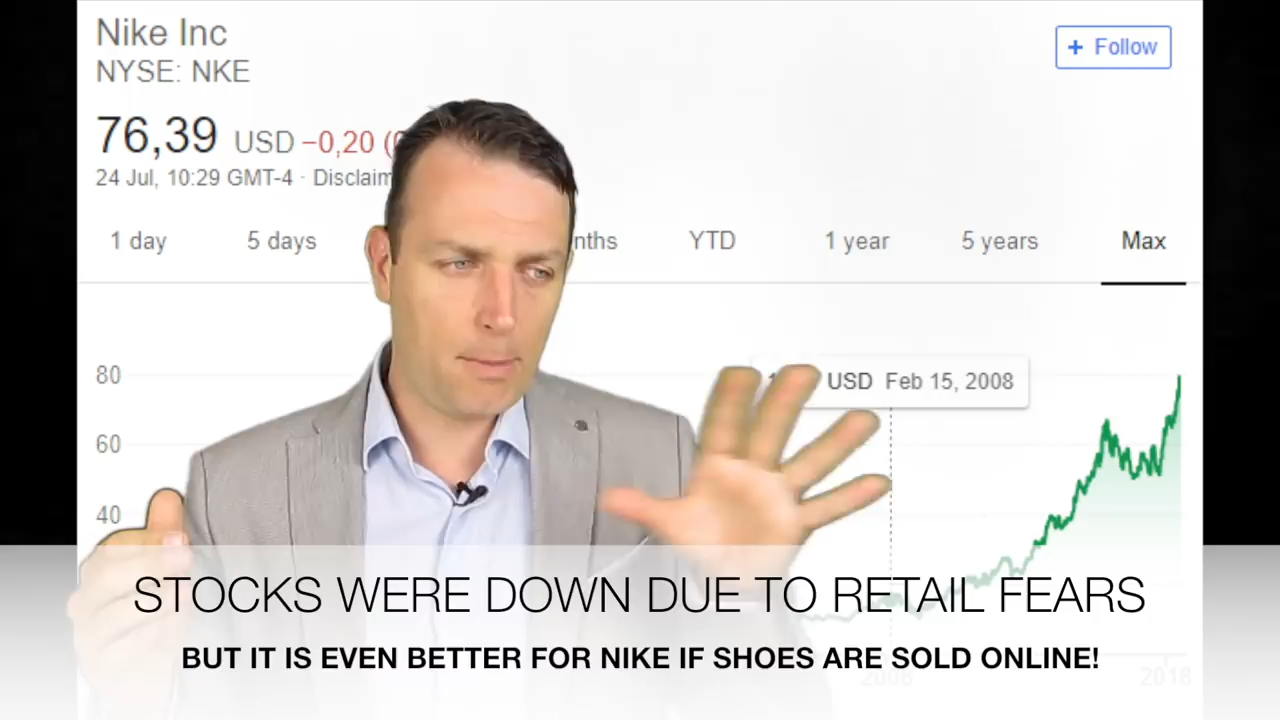 Nike Inc
NYSE: NKE
+ Follow
76,39 USD −0,20
24 Jul, 10:29 GMT-4 ·
1 day 5 days YTD 1 year 5 years Max
USD Feb 15, 2008
80
60
40
STOCKS WERE DOWN DUE TO RETAIL FEARS
BUT IT IS EVEN BETTER FOR NIKE IF SHOES ARE SOLD ONLINE!
2008 2018